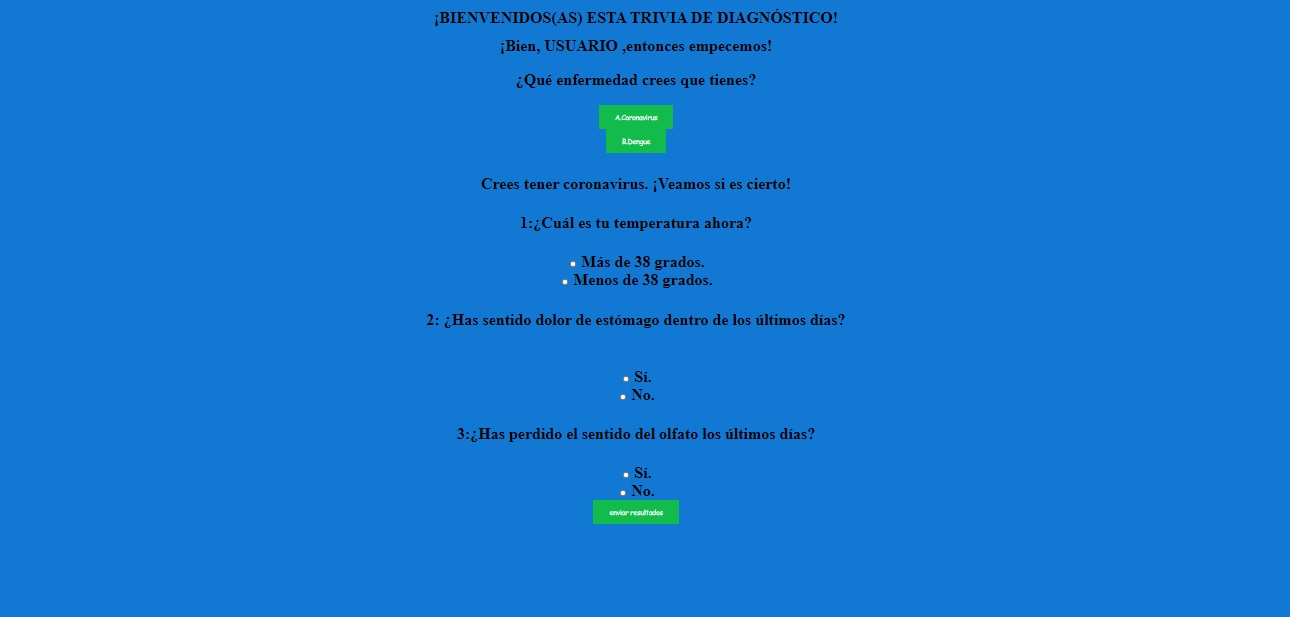 ¡BIENVENIDOS(AS) ESTA TRIVIA DE DIAGNÓSTICO!
¡Bien, USUARIO ,entonces empecemos!
¿Qué enfermedad crees que tienes?
A.Coronavirus
B.Dengue
Crees tener coronavirus. ¡Veamos si es cierto!
1:¿Cuál es tu temperatura ahora?
Más de 38 grados.
Menos de 38 grados.
2: ¿Has sentido dolor de estómago dentro de los últimos días?
Sí.
No.
3:¿Has perdido el sentido del olfato los últimos días?
Sí.
No.
enviar resultados